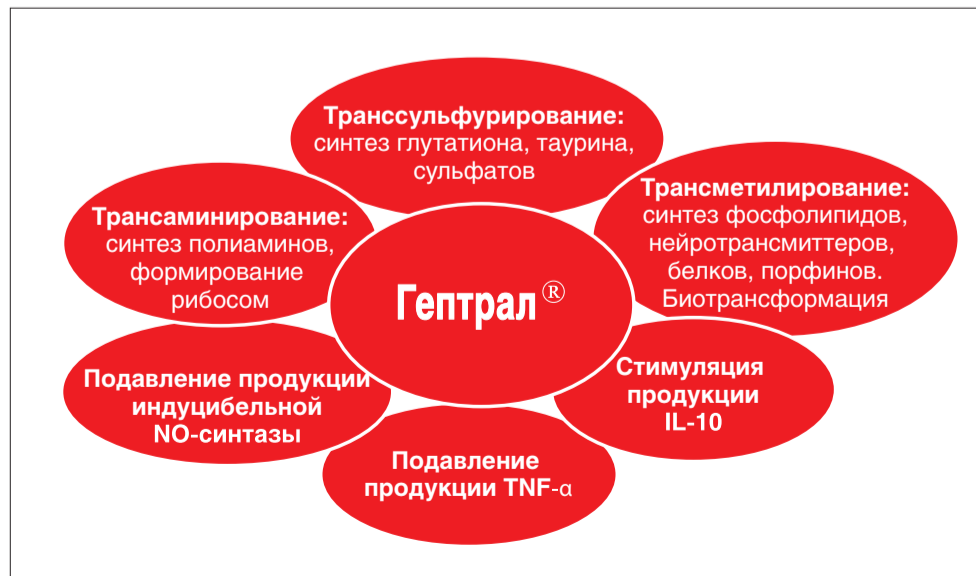 Транссульфурирование:
синтез глутатиона, таурина,
сульфатов
Трансаминирование:
синтез полиаминов,
формирование
рибосом
Трансметилирование:
синтез фосфолипидов,
нейротрансмиттеров,
белков, порфинов.
Биотрансформация
Гептрал®
Подавление продукции
индуцибельной
NO-синтазы
Стимуляция
продукции
IL-10
Подавление
продукции TNF-α